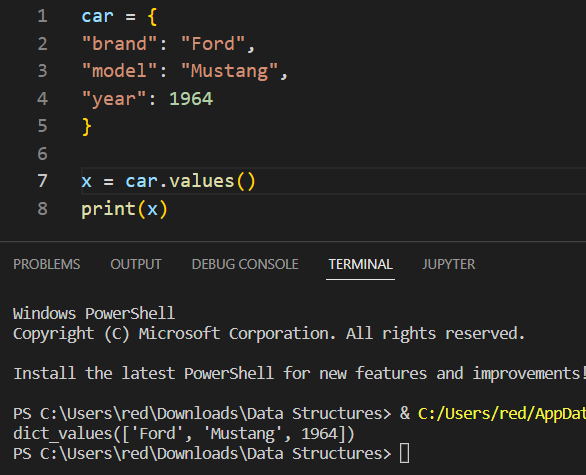 1 car = {
2 "brand": "Ford",
3 "model": "Mustang",
4 "year": 1964
5 }
6
7 x = car.values()
8 print(x)
PROBLEMS OUTPUT DEBUG CONSOLE TERMINAL JUPYTER
Windows PowerShell
Copyright (C) Microsoft Corporation. All rights reserved.
Install the latest PowerShell for new features and improvements!
PS C:\Users\red\Downloads\Data Structures> & C:/Users/red/AppDat
dict_values(['Ford', 'Mustang', 1964])
PS C:\Users\red\Downloads\Data Structures>